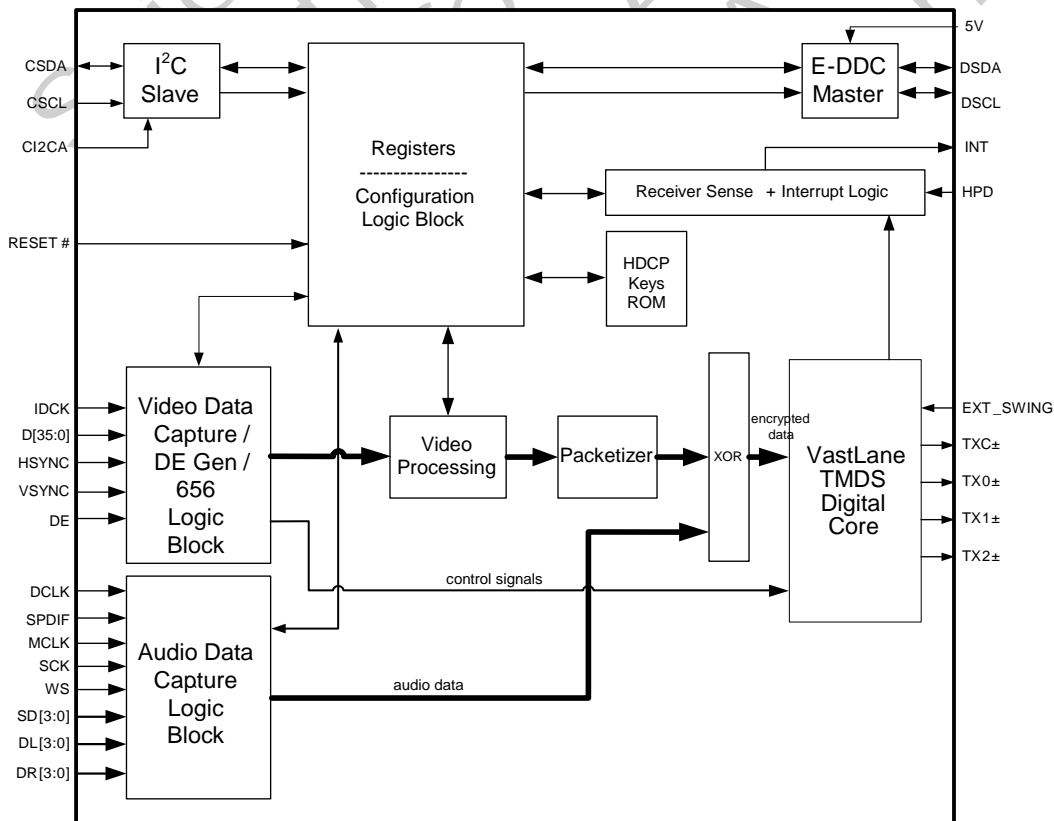 5V
CSDA
I2C
Slave
E-DDC
Master
DSDA
CSCL
DSCL
CI2CA
INT
Registers
----------------
Configuration
Logic Block
Receiver Sense + Interrupt Logic
HPD
RESET #
HDCP
Keys
ROM
IDCK
D[35:0]
HSYNC
VSYNC
DE
Video Data
Capture /
DE Gen /
656
Logic
Block
Video
Processing
Packetizer
XOR
encrypted
data
VastLane
TMDS
Digital
Core
EXT_SWING
TXC±
TX0±
TX1±
TX2±
control signals
DCLK
SPDIF
MCLK
SCK
WS
SD[3:0]
DL[3:0]
DR[3:0]
Audio Data
Capture
Logic
Block
audio data